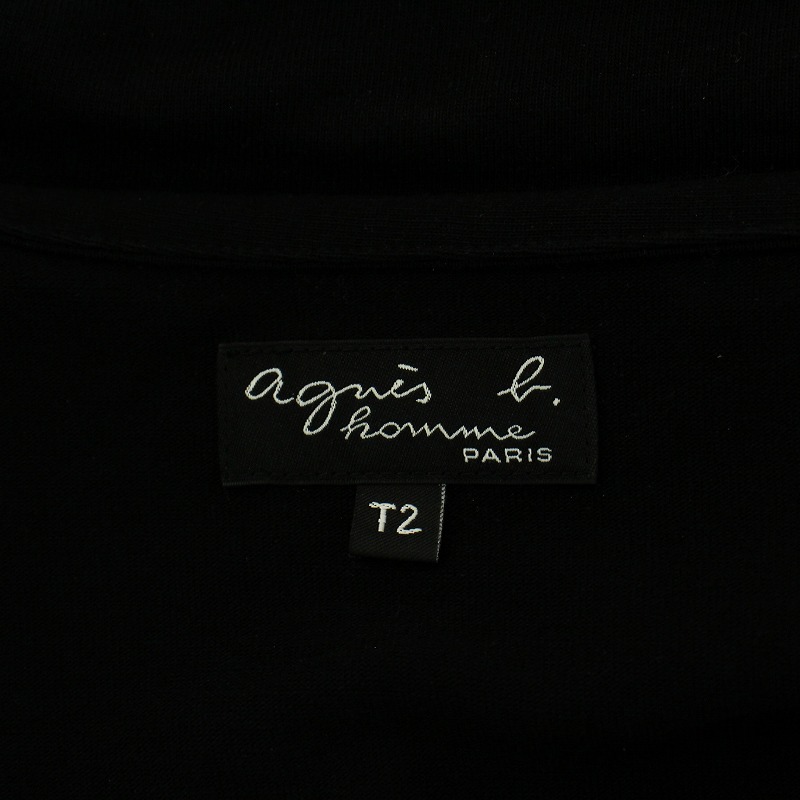 agnès b.
homme
PARIS
T2